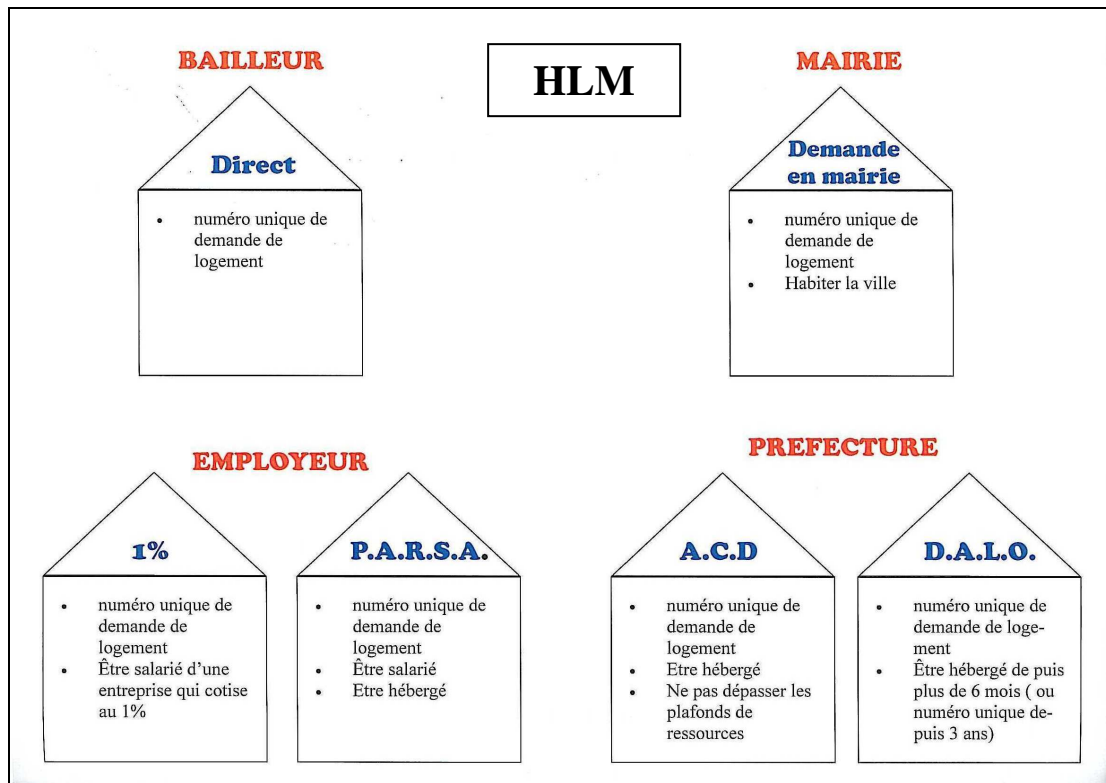 BAILLEUR
HLM
MAIRIE
Direct
• numéro unique de
demande de
logement
Demande
en mairie
• numéro unique de
demande de
logement
• Habiter la ville
EMPLOYEUR
1%
• numéro unique de
demande de
logement
• Être salarié d'une
entreprise qui cotise
au 1%
P.A.R.S.A.
• numéro unique de
demande de
logement
• Être salarié
• Etre hébergé
PREFECTURE
A.C.D
• numéro unique de
demande de
logement
• Etre hébergé
• Ne pas dépasser les
plafonds de
ressources
D.A.L.O.
• numéro unique de
demande de loge-
ment
• Être hébergé de puis
plus de 6 mois ( ou
numéro unique de-
puis 3 ans)